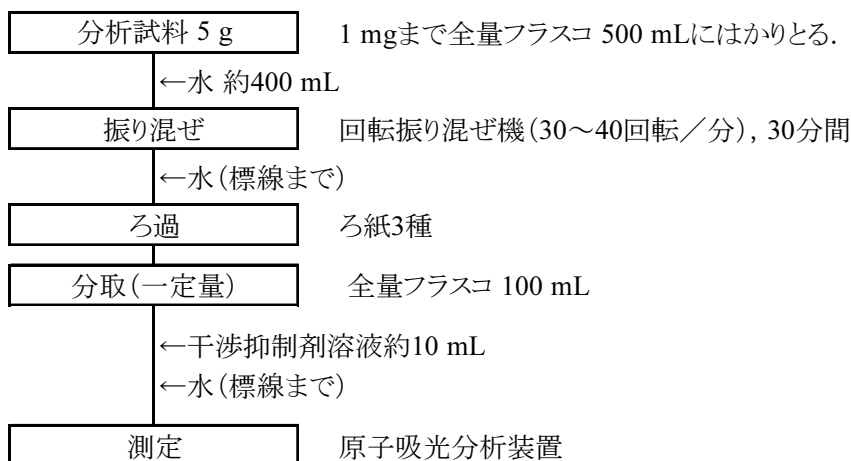 分析試料 5 g 1 mgまで全量フラスコ 500 mLにはかりとる.
←水 約400 mL
振り混ぜ 回転振り混ぜ機(30～40回転／分), 30分間
←水(標線まで)
ろ過 ろ紙3種
分取(一定量) 全量フラスコ 100 mL
←干渉抑制剤溶液約10 mL
←水(標線まで)
測定 原子吸光分析装置